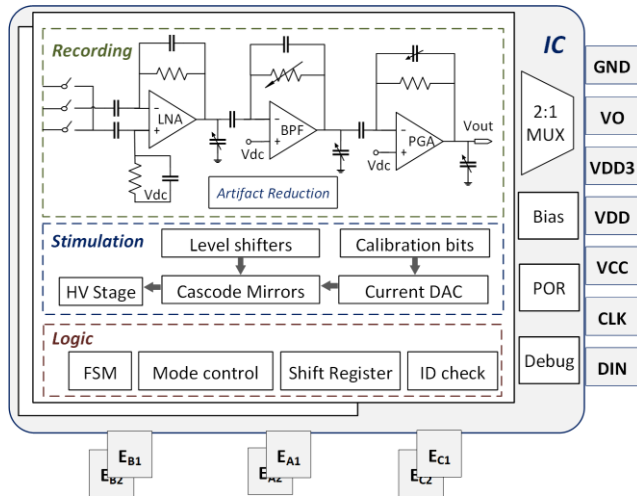 Recording
IC
GND
LNA
BPF
PGA
Vout
2:1
MUX
VO
Vdc
Vdc
Vdc
VDD3
Artifact Reduction
Bias
VDD
Stimulation
Level shifters
Calibration bits
VCC
HV Stage
Cascode Mirrors
Current DAC
POR
CLK
Logic
FSM
Mode control
Shift Register
ID check
Debug
DIN
EB1
EA1
EC1
EB2
EA2
EC2